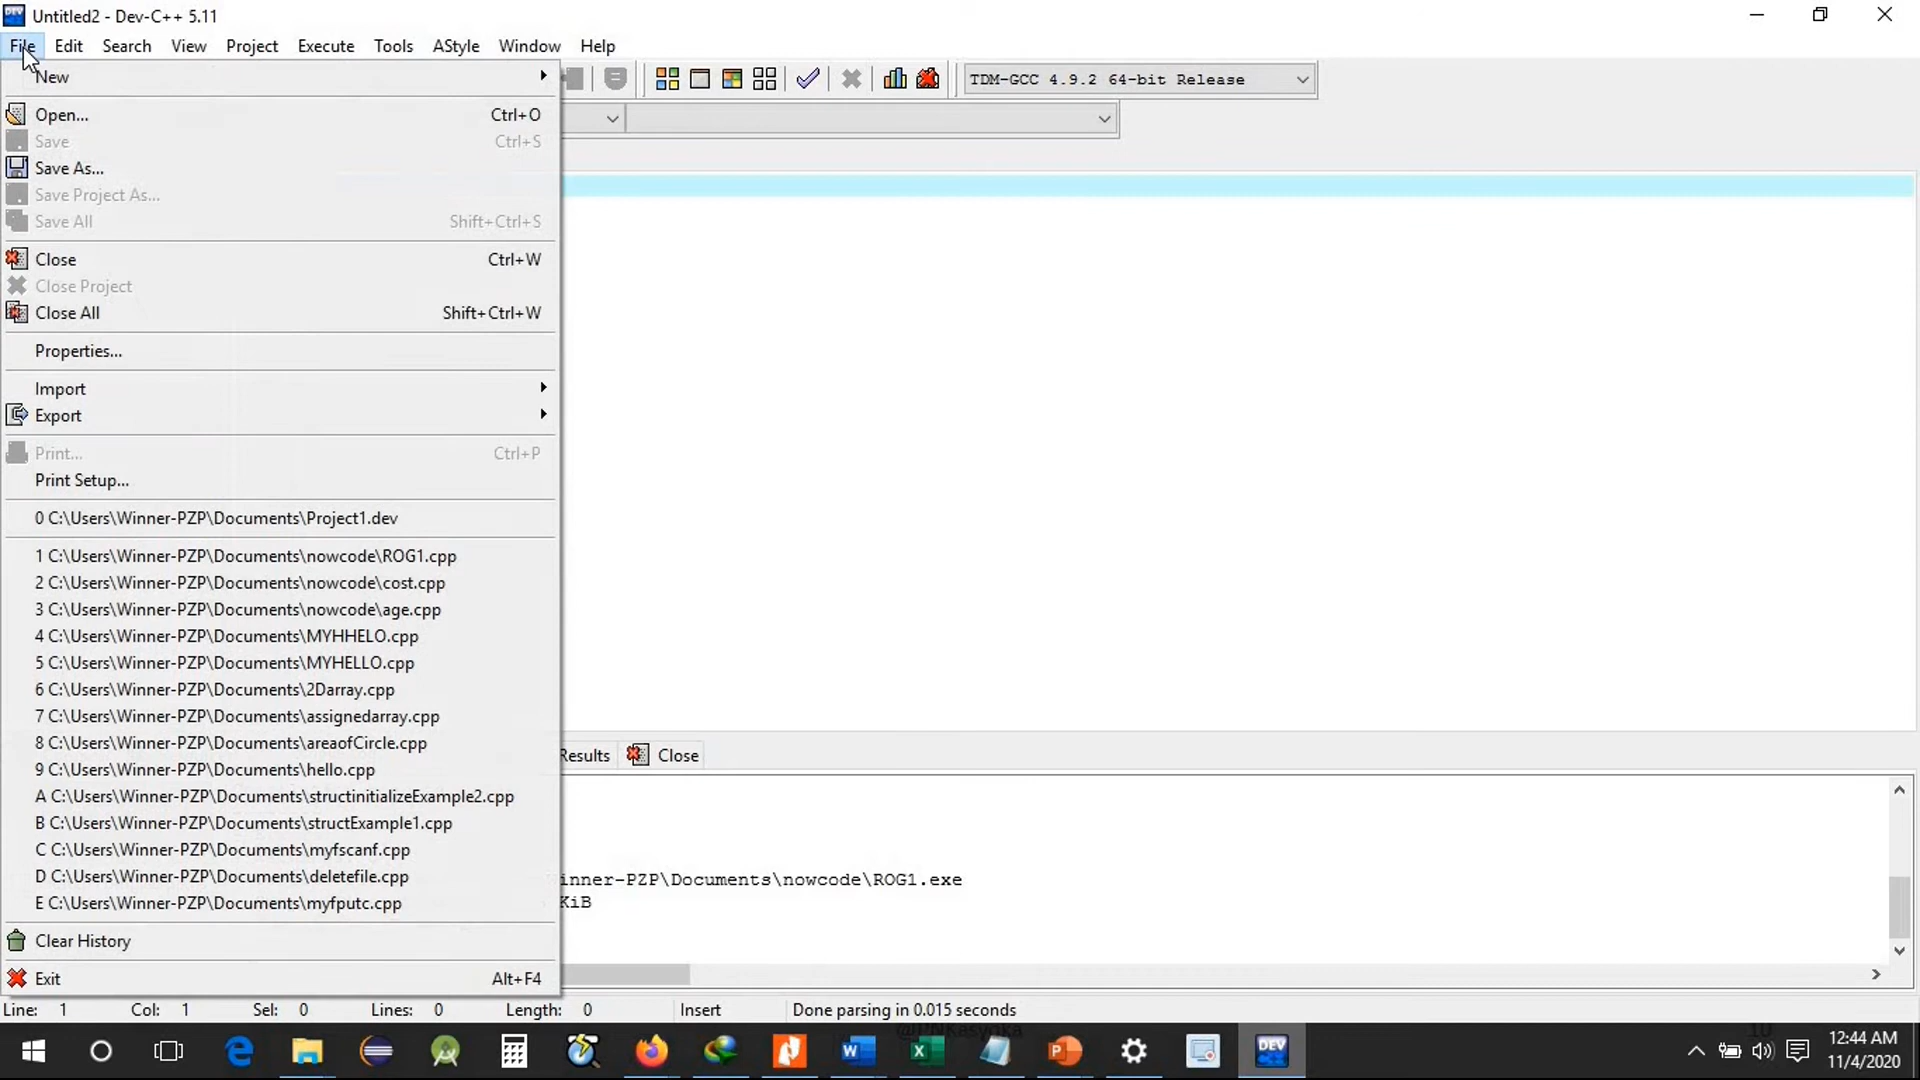 Untitled2 - Dev-C++ 5.11
File Edit Search View Project Execute Tools AStyle Window Help
New
TDM-GCC 4.9.2 64-bit Release
Open... Ctrl+O
Save Ctrl+S
Save As...
Save Project As...
Save All Shift+Ctrl+S
Close Ctrl+W
Close Project
Close All Shift+Ctrl+W
Properties...
Import
Export
Print... Ctrl+P
Print Setup...
0 C:\Users\Winner-PZP\Documents\Project1.dev
1 C:\Users\Winner-PZP\Documents\nowcode\ROG1.cpp
2 C:\Users\Winner-PZP\Documents\nowcode\cost.cpp
3 C:\Users\Winner-PZP\Documents\nowcode\age.cpp
4 C:\Users\Winner-PZP\Documents\MYHHELO.cpp
5 C:\Users\Winner-PZP\Documents\MYHELLO.cpp
6 C:\Users\Winner-PZP\Documents\2Darray.cpp
7 C:\Users\Winner-PZP\Documents\assignedarray.cpp
8 C:\Users\Winner-PZP\Documents\areaofCircle.cpp
9 C:\Users\Winner-PZP\Documents\hello.cpp
A C:\Users\Winner-PZP\Documents\structinitializeExample2.cpp
B C:\Users\Winner-PZP\Documents\structExample1.cpp
C C:\Users\Winner-PZP\Documents\myfscanf.cpp
D C:\Users\Winner-PZP\Documents\deletefile.cpp
E C:\Users\Winner-PZP\Documents\myfputc.cpp
Clear History
Exit Alt+F4
Results Close
inner-PZP\Documents\nowcode\ROG1.exe
KiB
Line: 1 Col: 1 Sel: 0 Lines: 0 Length: 0 Insert Done parsing in 0.015 seconds
@PNKasyoka
10
DEV
12:44 AM
11/4/2020